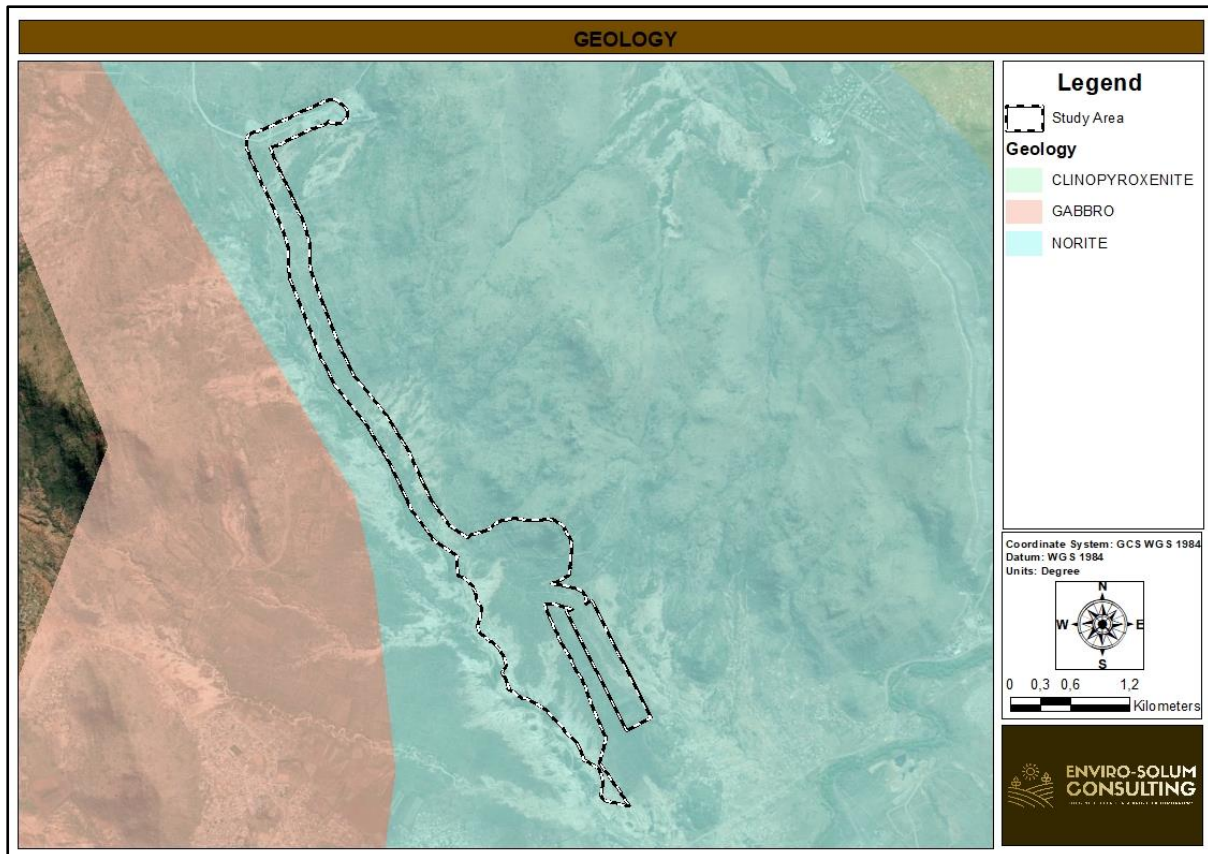 GEOLOGY
Legend
Study Area
Geology
CLINOPYROXENITE
GABBRO
NORITE
Coordinate System: GCS WGS 1984
Datum: WGS 1984
Units: Degree
N
W E
S
0 0,3 0,6 1,2
Kilometers
ENVIRO-SOLUM
CONSULTING